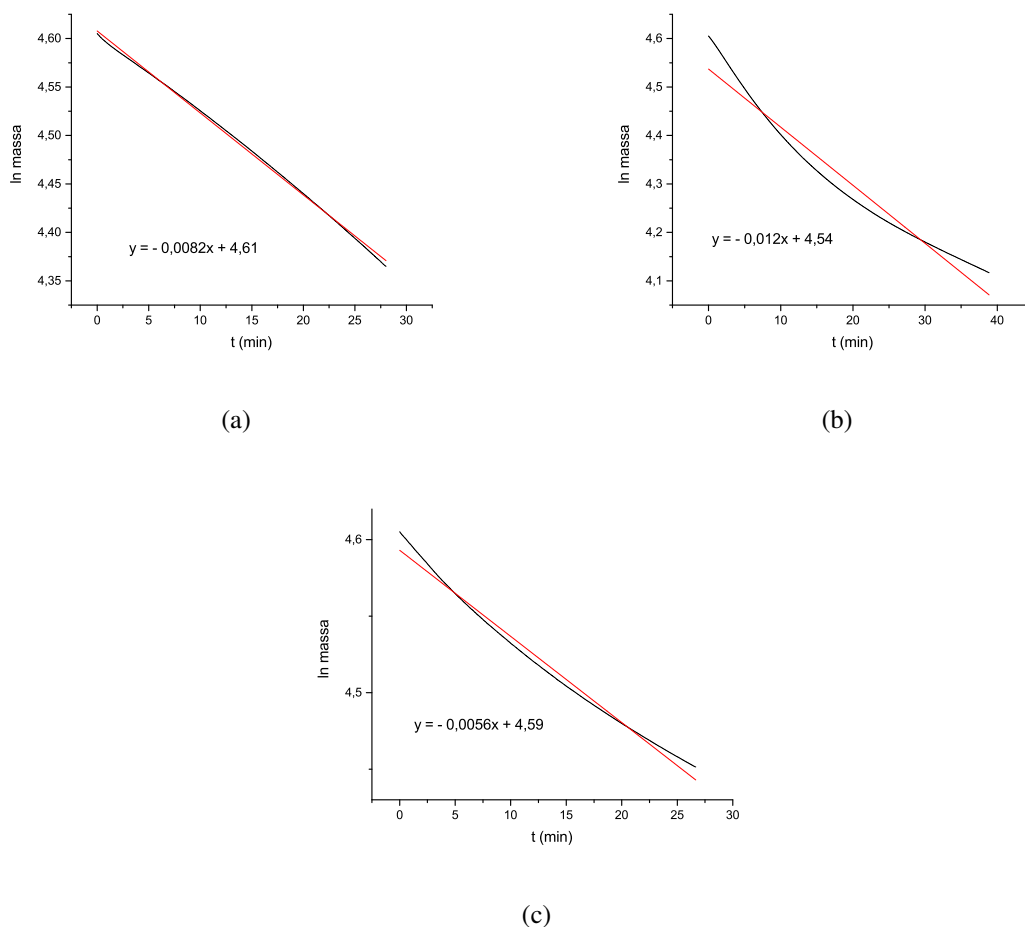 4,60
4,55
4,50
4,45
4,40
4,35
ln massa
y = - 0,0082x + 4,61
0 5 10 15 20 25 30
t (min)
(a)
4,6
4,5
4,4
4,3
4,2
4,1
ln massa
y = - 0,012x + 4,54
0 10 20 30 40
t (min)
(b)
4,6
4,5
ln massa
y = - 0,0056x + 4,59
0 5 10 15 20 25 30
t (min)
(c)